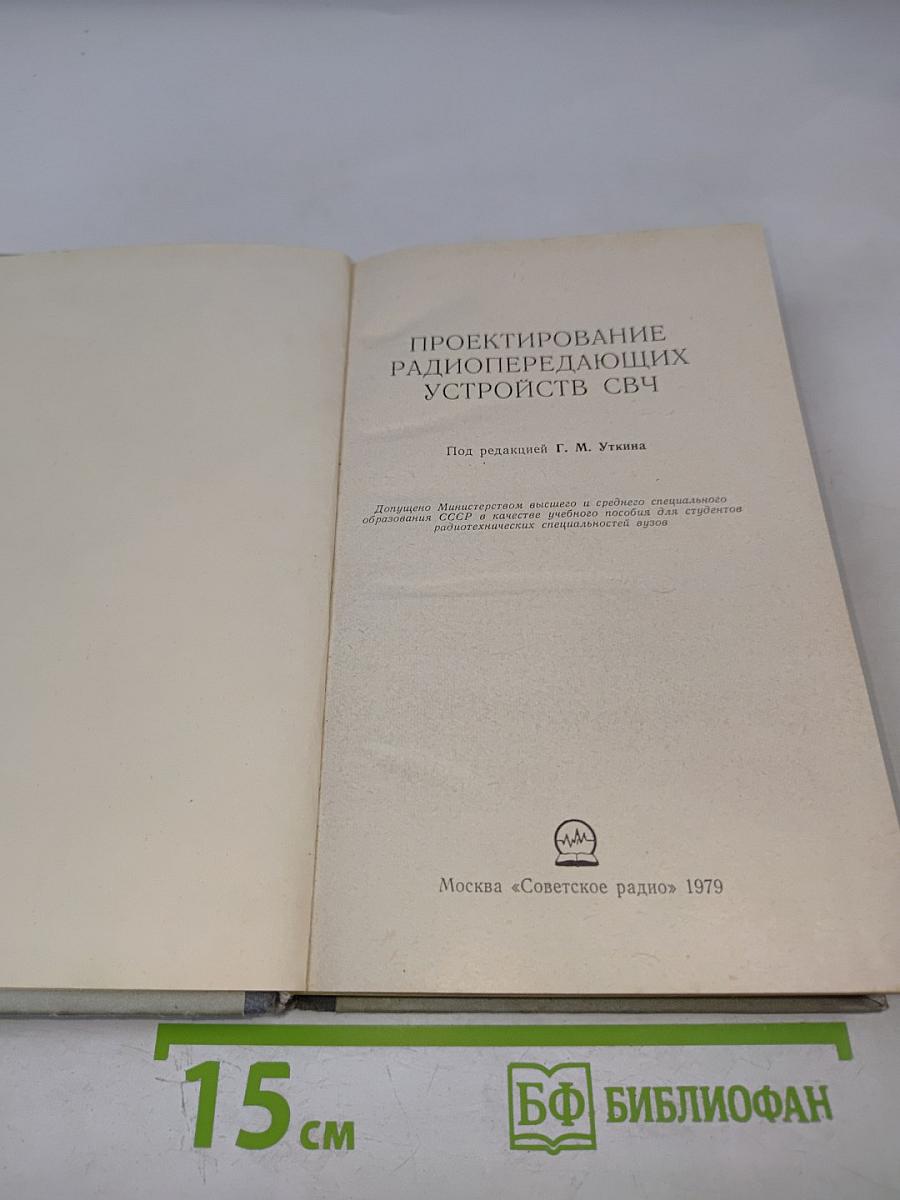 ПРОЕКТИРОВАНИЕ
РАДИОПЕРЕДАЮЩИХ
УСТРОЙСТВ СВЧ
Под редакцией Г. М. Уткина
Допущено Министерством высшего и среднего специального
образования СССР в качестве учебного пособия для студентов
радиотехнических специальностей вузов
Москва «Советское радио» 1979
15 см
БФ БИБЛИОФАН